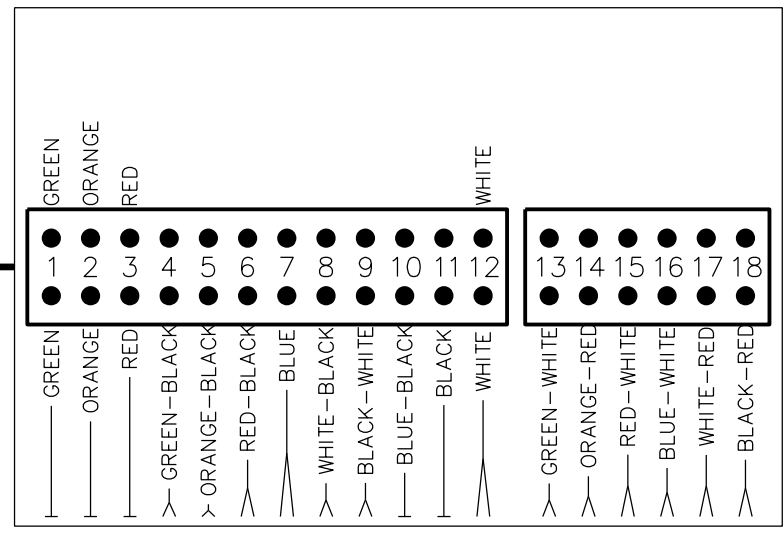 GREEN
ORANGE
RED
WHITE
1 2 3 4 5 6 7 8 9 10 11 12 13 14 15 16 17 18
GREEN
ORANGE
RED
GREEN-BLACK
ORANGE-BLACK
RED-BLACK
BLUE
WHITE-BLACK
BLACK-WHITE
BLUE-BLACK
BLACK
WHITE
GREEN-WHITE
ORANGE-RED
RED-WHITE
BLUE-WHITE
WHITE-RED
BLACK-RED